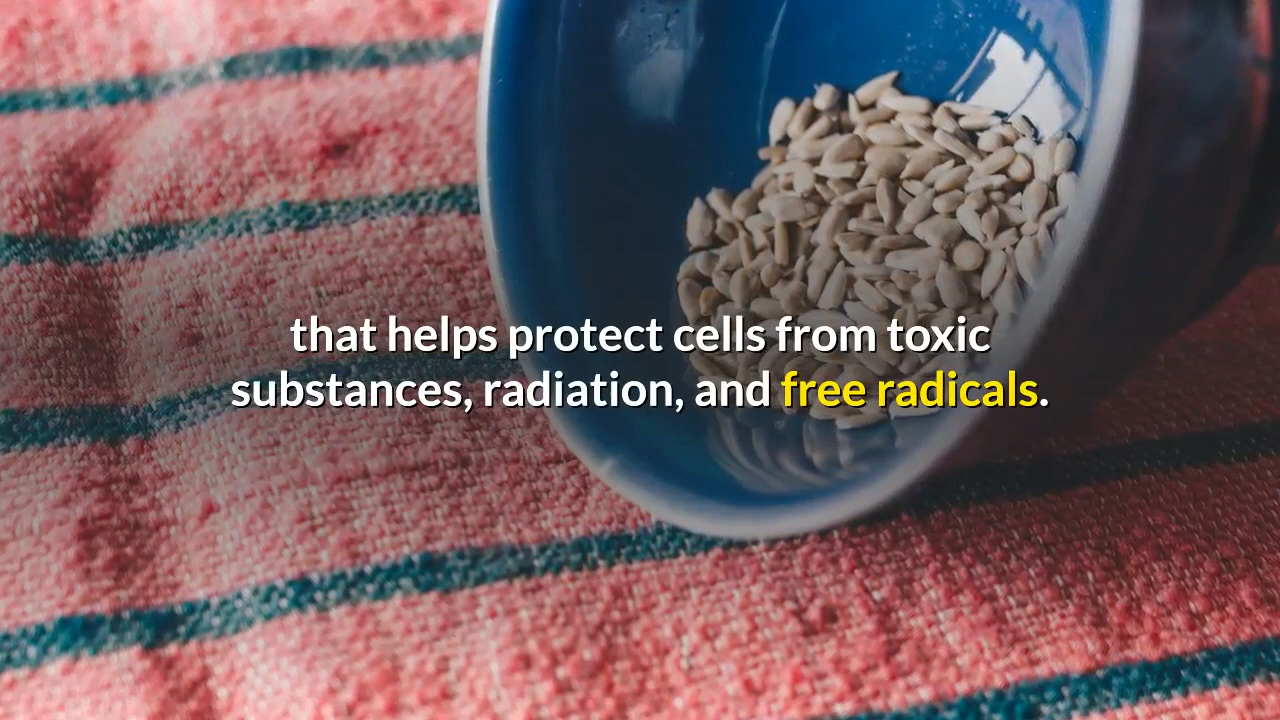 that helps protect cells from toxic
substances, radiation, and free radicals.